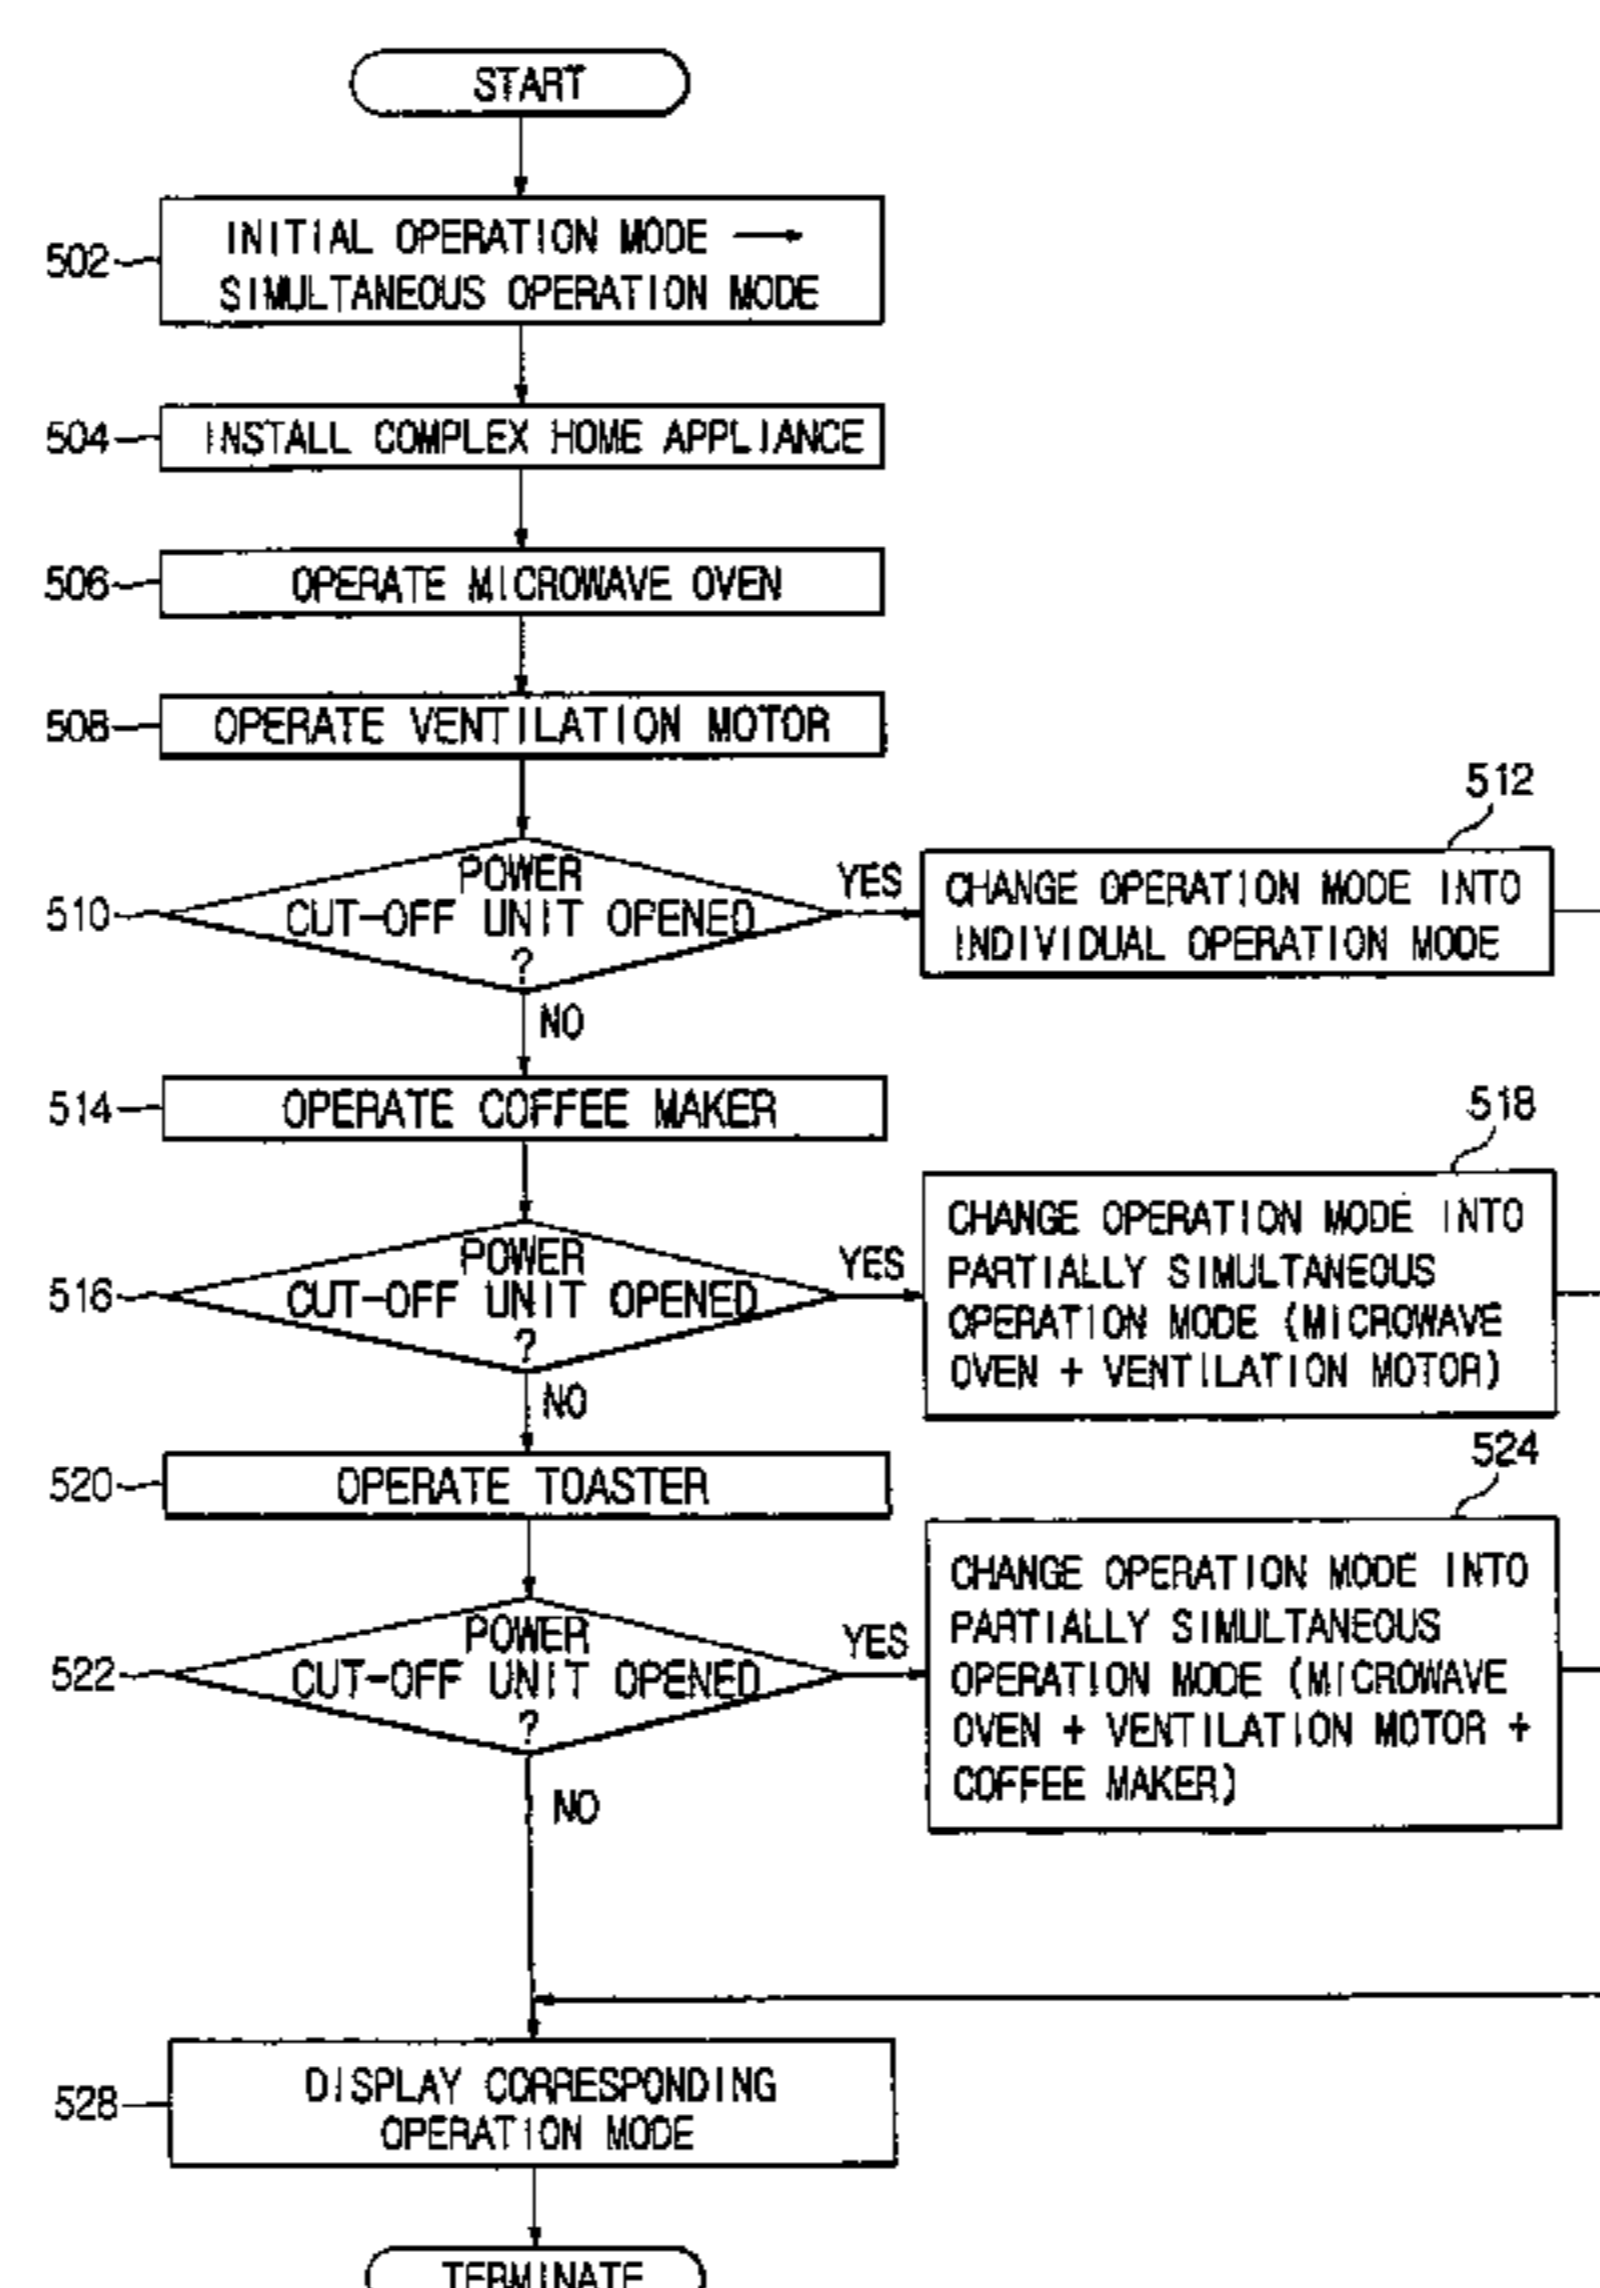 START
502
INITIAL OPERATION MODE →
SIMULTANEOUS OPERATION MODE
504
INSTALL COMPLEX HOME APPLIANCE
506
OPERATE MICROWAVE OVEN
508
OPERATE VENTILATION MOTOR
510
POWER
CUT-OFF UNIT OPENED
?
YES
512
CHANGE OPERATION MODE INTO
INDIVIDUAL OPERATION MODE
NO
514
OPERATE COFFEE MAKER
516
POWER
CUT-OFF UNIT OPENED
?
YES
518
CHANGE OPERATION MODE INTO
PARTIALLY SIMULTANEOUS
OPERATION MODE (MICROWAVE
OVEN + VENTILATION MOTOR)
NO
520
OPERATE TOASTER
522
POWER
CUT-OFF UNIT OPENED
?
YES
524
CHANGE OPERATION MODE INTO
PARTIALLY SIMULTANEOUS
OPERATION MODE (MICROWAVE
OVEN + VENTILATION MOTOR +
COFFEE MAKER)
NO
528
DISPLAY CORRESPONDING
OPERATION MODE
TERMINATE